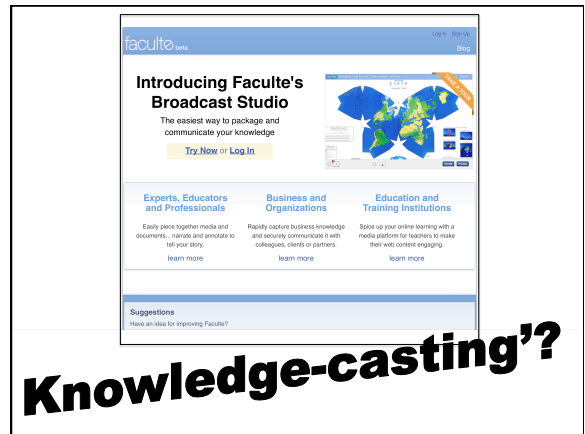 faculte beta
Log In Sign Up
Blog
Introducing Faculte's
Broadcast Studio
The easiest way to package and
communicate your knowledge
Try Now or Log In
TAKE A TOUR
Experts, Educators
and Professionals
Easily piece together media and
documents... narrate and annotate to
tell your story.
learn more
Business and
Organizations
Rapidly capture business knowledge
and securely communicate it with
colleagues, clients or partners.
learn more
Education and
Training Institutions
Spice up your online learning with a
media platform for teachers to make
their web content engaging.
learn more
Suggestions
Have an idea for improving Faculte?
Knowledge-casting’?